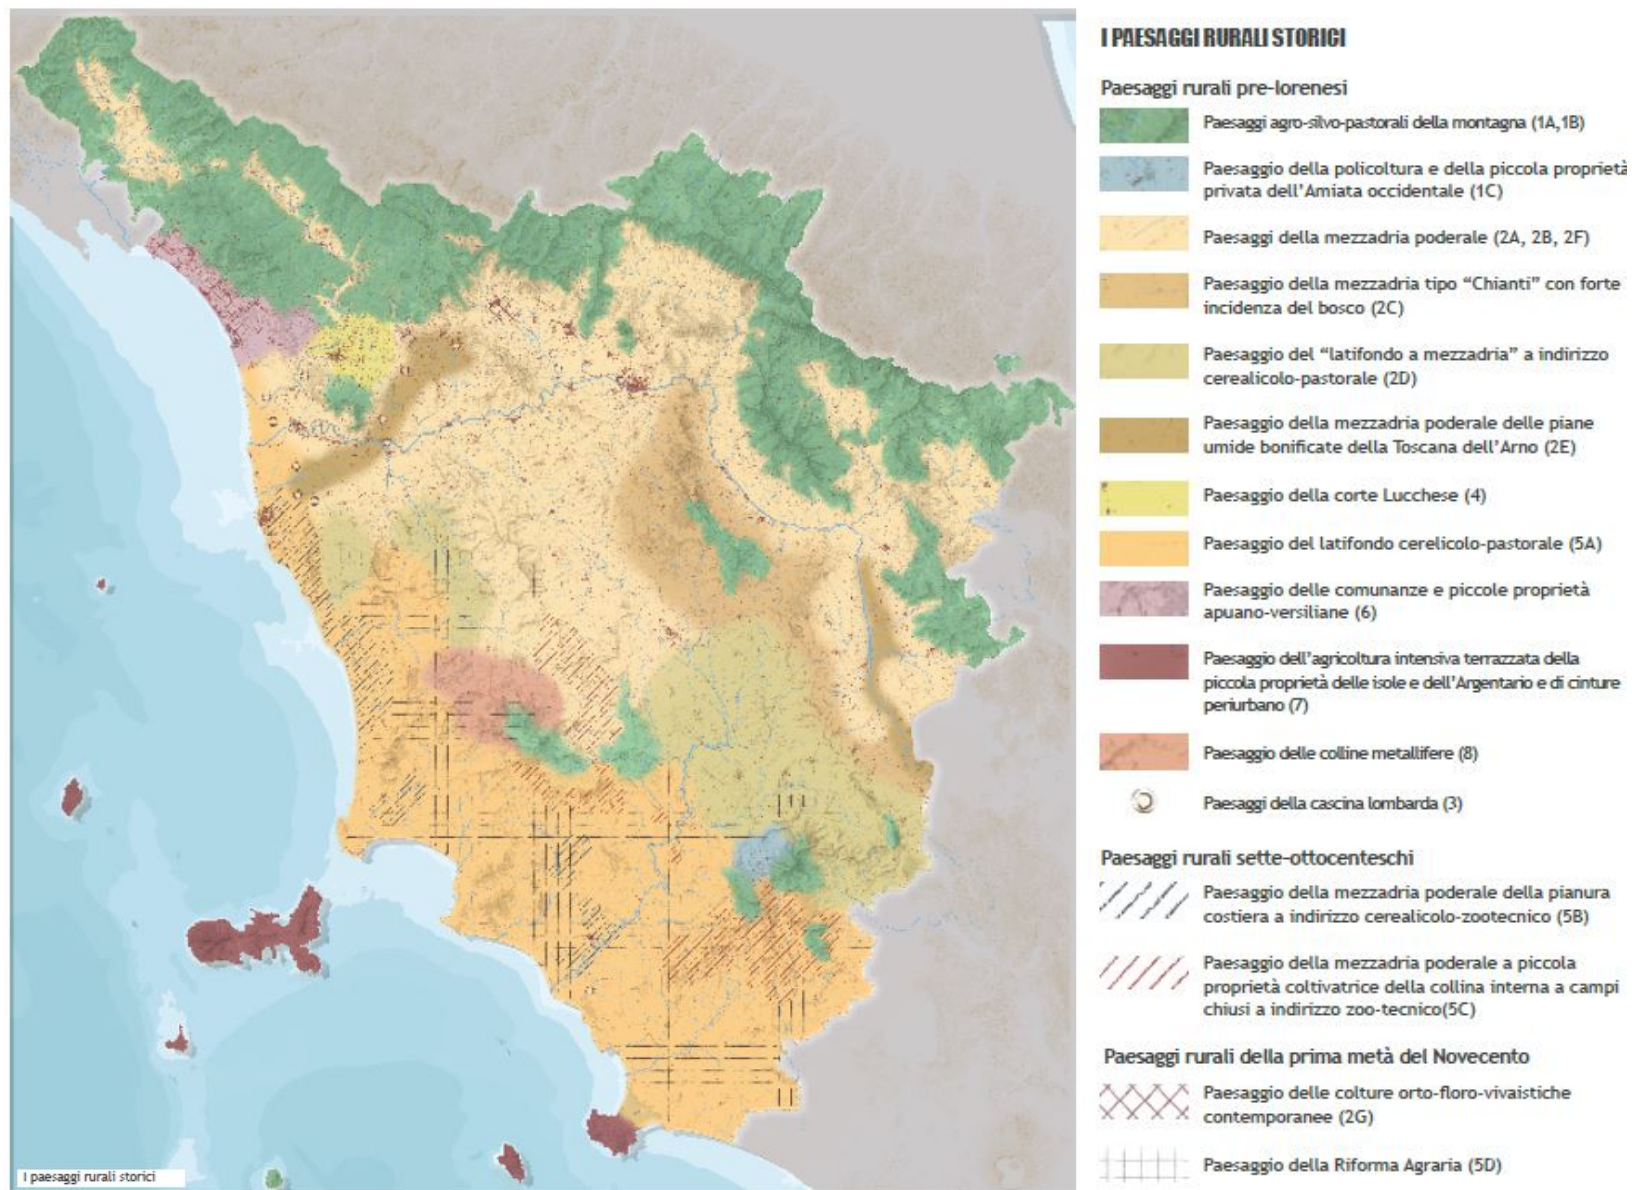 I PAESAGGI RURALI STORICI
Paesaggi rurali pre-lorenesi
Paesaggi agro-silvo-pastorali della montagna (1A,1B)
Paesaggio della policoltura e della piccola proprietà
privata dell'Amiata occidentale (1C)
Paesaggi della mezzadria poderale (2A, 2B, 2F)
Paesaggio della mezzadria tipo "Chianti" con forte
incidenza del bosco (2C)
Paesaggio del "latifondo a mezzadria" a indirizzo
cerealicolo-pastorale (2D)
Paesaggio della mezzadria poderale delle piane
umide bonificate della Toscana dell'Arno (2E)
Paesaggio della corte Lucchese (4)
Paesaggio del latifondo cerelicolo-pastorale (5A)
Paesaggio delle comunanze e piccole proprietà
apuano-versiliane (6)
Paesaggio dell'agricoltura intensiva terrazzata della
piccola proprietà delle isole e dell'Argentario e di cinture
periurbano (7)
Paesaggio delle colline metallifere (8)
Paesaggi della cascina lombarda (3)
Paesaggi rurali sette-ottocenteschi
Paesaggio della mezzadria poderale della pianura
costiera a indirizzo cerealicolo-zootecnico (5B)
Paesaggio della mezzadria poderale a piccola
proprietà coltivatrice della collina interna a campi
chiusi a indirizzo zoo-tecnico(5C)
Paesaggi rurali della prima metà del Novecento
Paesaggio delle colture orto-floro-vivaistiche
contemporanee (2G)
Paesaggio della Riforma Agraria (5D)
I paesaggi rurali storici